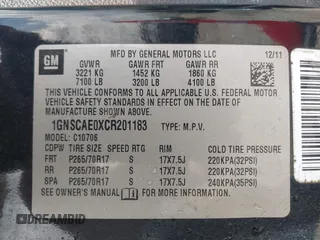 GM
MFD BY GENERAL MOTORS LLC 12/11
GVWR GAWR FRT GAWR RR
3221 KG 1452 KG 1860 KG
7100 LB 3200 LB 4100 LB
THIS VEHICLE CONFORMS TO ALL APPLICABLE U.S.
FEDERAL MOTOR VEHICLE SAFETY AND THEFT PREVENTION
STANDARDS IN EFFECT ON THE DATE OF
MANUFACTURE SHOWN ABOVE.
1GNSCAE0XCR201183 TYPE: M.P.V.
MODEL: C10706
CDPW TIRE SIZE SPEED RTG RIM COLD TIRE PRESSURE
FRT P265/70R17 S 17X7.5J 220KPA(32PSI)
RR P265/70R17 S 17X7.5J 220KPA(32PSI)
SPA P265/70R17 S 17X7.5J 240KPA(35PSI)
SEE OWNER'S MANUAL FOR MORE INFORMATION.
DREAMBID